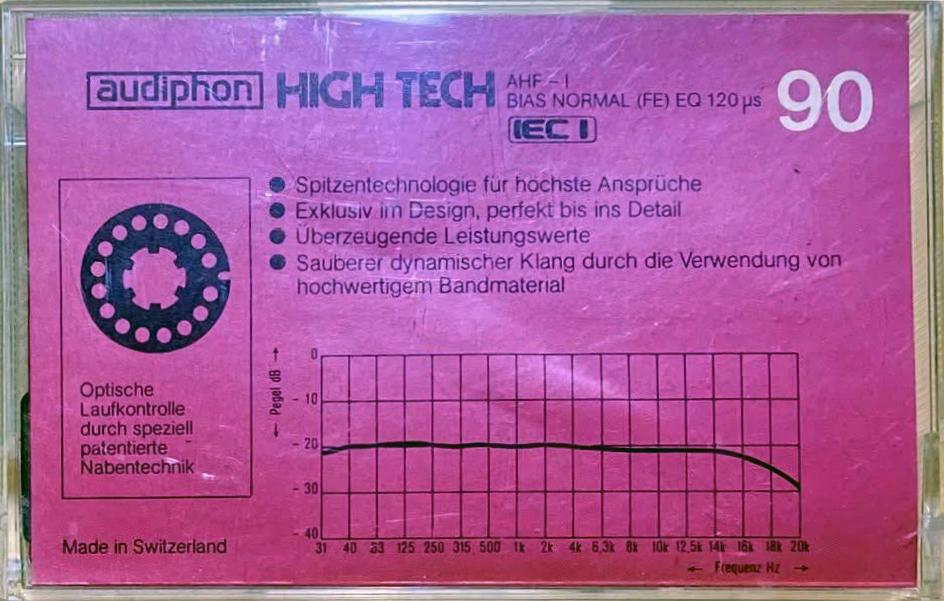 audiphon HIGH TECH AHF - I 90
BIAS NORMAL (FE) EQ 120 µs
IEC I
● Spitzentechnologie für höchste Ansprüche
● Exklusiv im Design, perfekt bis ins Detail
● Überzeugende Leistungswerte
● Sauberer dynamischer Klang durch die Verwendung von
hochwertigem Bandmaterial
Optische
Laufkontrolle
durch speziell
patentierte
Nabentechnik
Made in Switzerland
← Pegel dB →
0
- 10
- 20
- 30
- 40
31 40 63 125 250 315 500 1k 2k 4k 6,3k 8k 10k 12,5k 14k 16k 18k 20k
← Frequenz Hz →